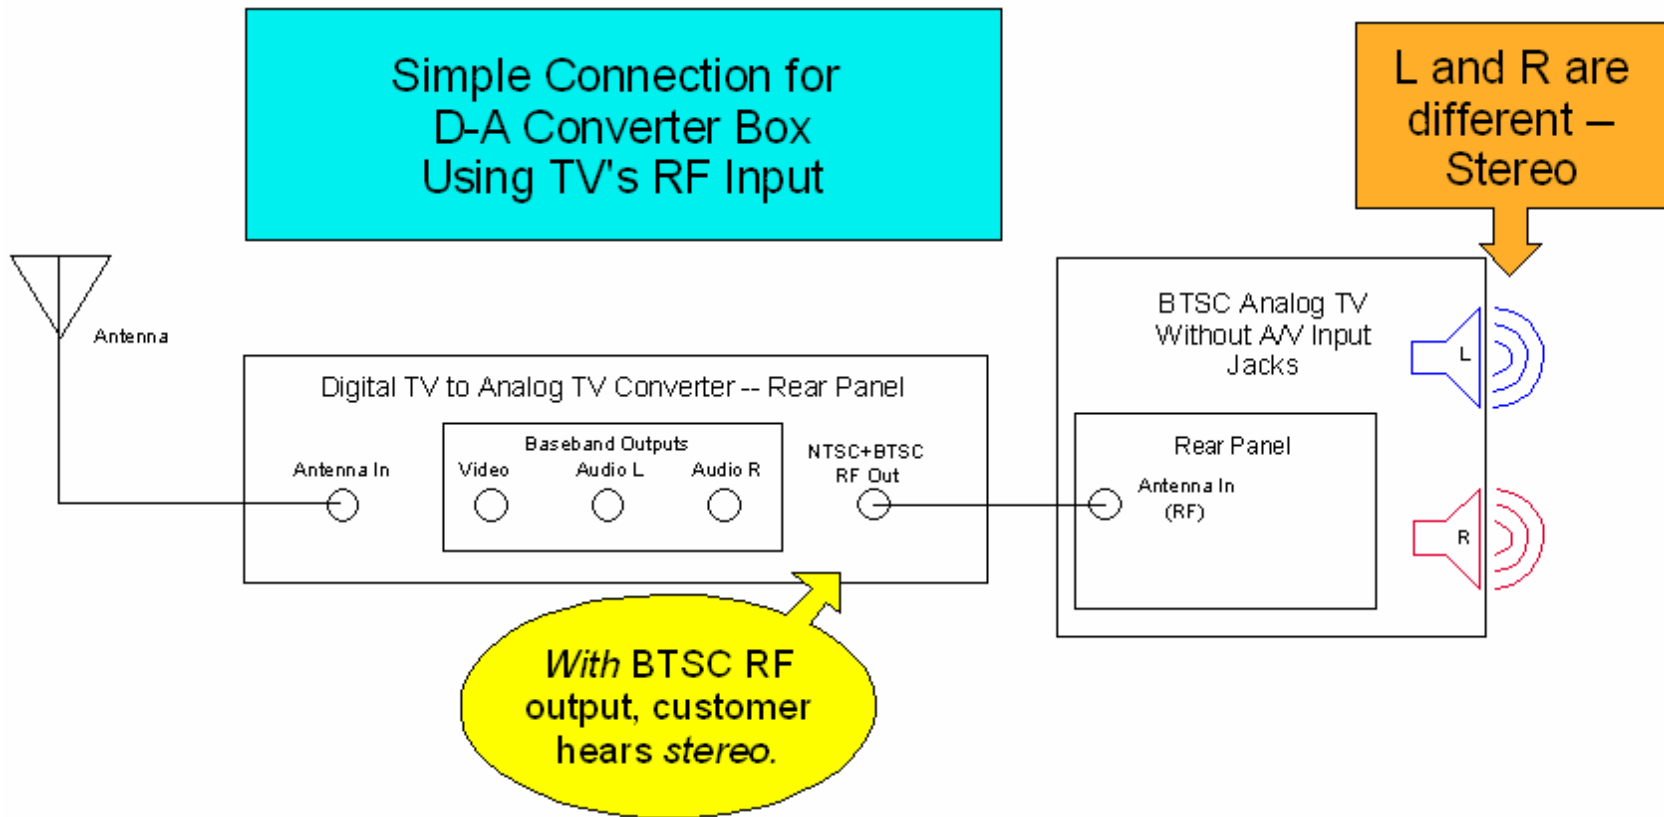 Simple Connection for
D-A Converter Box
Using TV's RF Input
L and R are
different –
Stereo
Antenna
Digital TV to Analog TV Converter -- Rear Panel
Antenna In
Baseband Outputs
Video
Audio L
Audio R
NTSC+BTSC
RF Out
BTSC Analog TV
Without A/V Input
Jacks
Rear Panel
Antenna In
(RF)
L
R
With BTSC RF
output, customer
hears stereo.